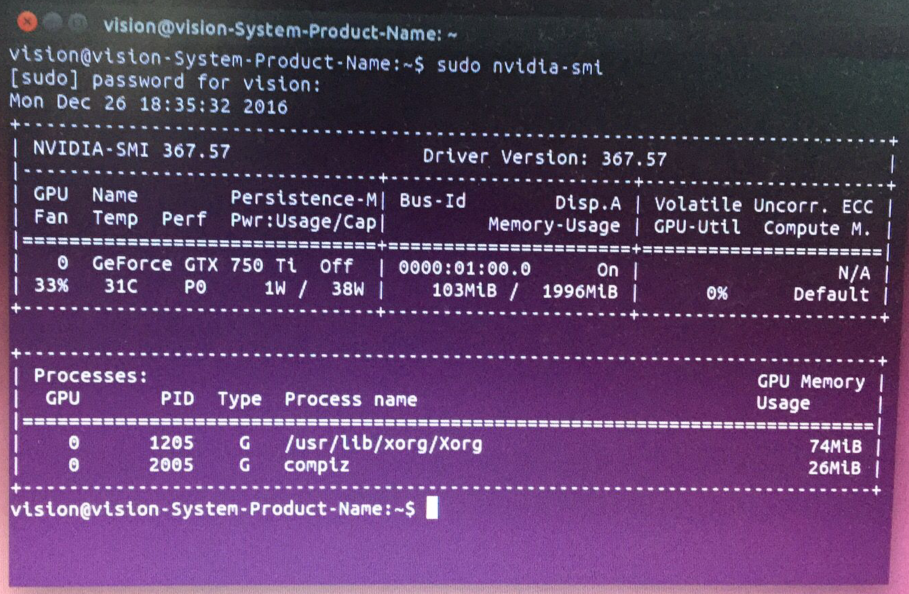 vision@vision-System-Product-Name: ~
vision@vision-System-Product-Name:~$ sudo nvidia-smi
[sudo] password for vision:
Mon Dec 26 18:35:32 2016
+-----------------------------------------------------------------------------+
| NVIDIA-SMI 367.57                 Driver Version: 367.57                    |
|-------------------------------+----------------------+----------------------+
| GPU  Name        Persistence-M| Bus-Id        Disp.A | Volatile Uncorr. ECC |
| Fan  Temp  Perf  Pwr:Usage/Cap|         Memory-Usage | GPU-Util  Compute M. |
|===============================+======================+======================|
|   0  GeForce GTX 750 Ti  Off  | 0000:01:00.0      On |                  N/A |
| 33%   31C    P0     1W /  38W |    103MiB /  1996MiB |      0%      Default |
+-------------------------------+----------------------+----------------------+
+-----------------------------------------------------------------------------+
| Processes:                                                       GPU Memory |
|  GPU       PID  Type  Process name                               Usage      |
|=============================================================================|
|    0      1205    G   /usr/lib/xorg/Xorg                              74MiB |
|    0      2005    G   compiz                                          26MiB |
+-----------------------------------------------------------------------------+
vision@vision-System-Product-Name:~$